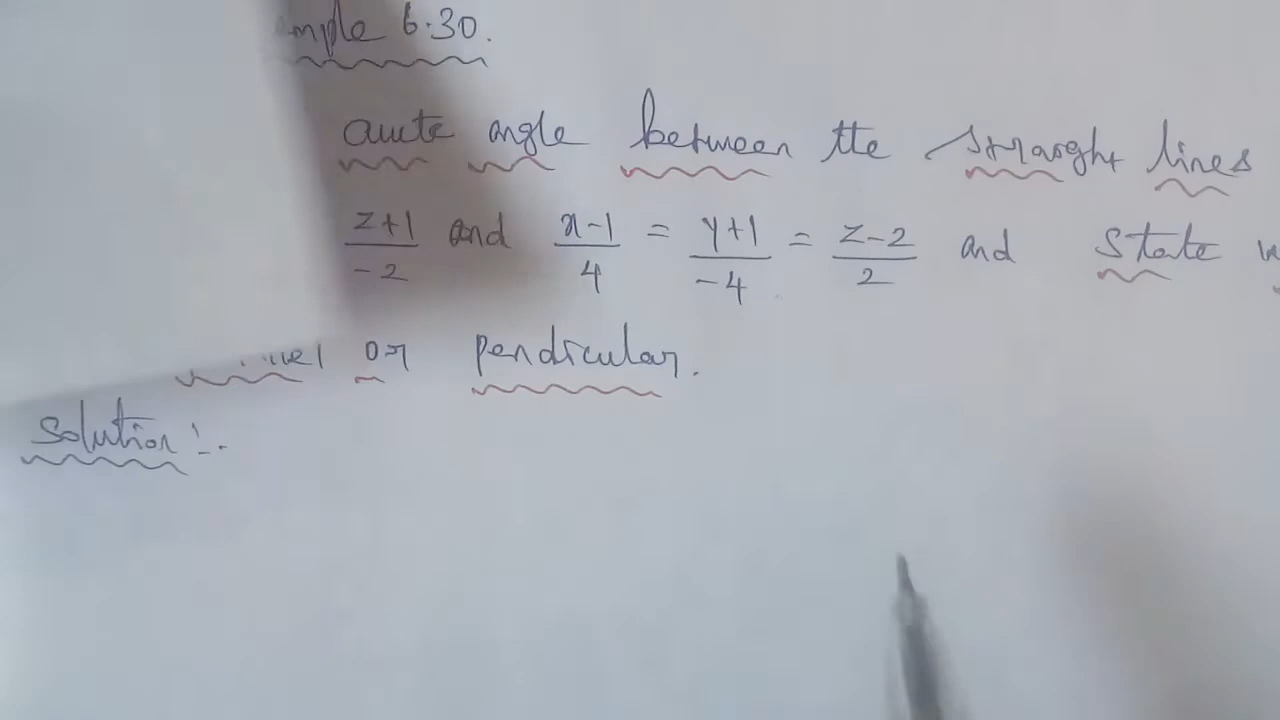 mple 6.30.
acute angle between the straight lines
z+1/-2 and x-1/4 = y+1/-4 = z-2/2 and state
or pendicular.
Solution:-